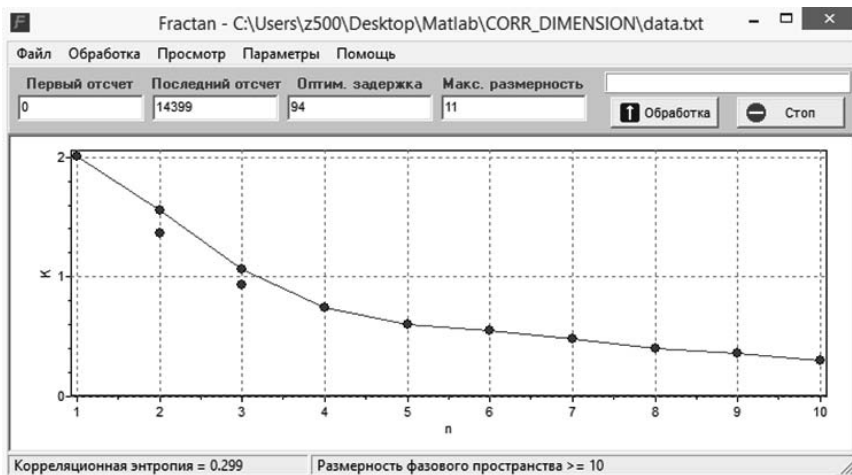 Fractan - C:\Users\z500\Desktop\Matlab\CORR_DIMENSION\data.txt
Файл Обработка Просмотр Параметры Помощь
Первый отсчет Последний отсчет Оптим. задержка Макс. размерность
0 14399 94 11
Обработка Стоп
2
1
0
K
1 2 3 4 5 6 7 8 9 10
n
Корреляционная энтропия = 0.299 Размерность фазового пространства >= 10